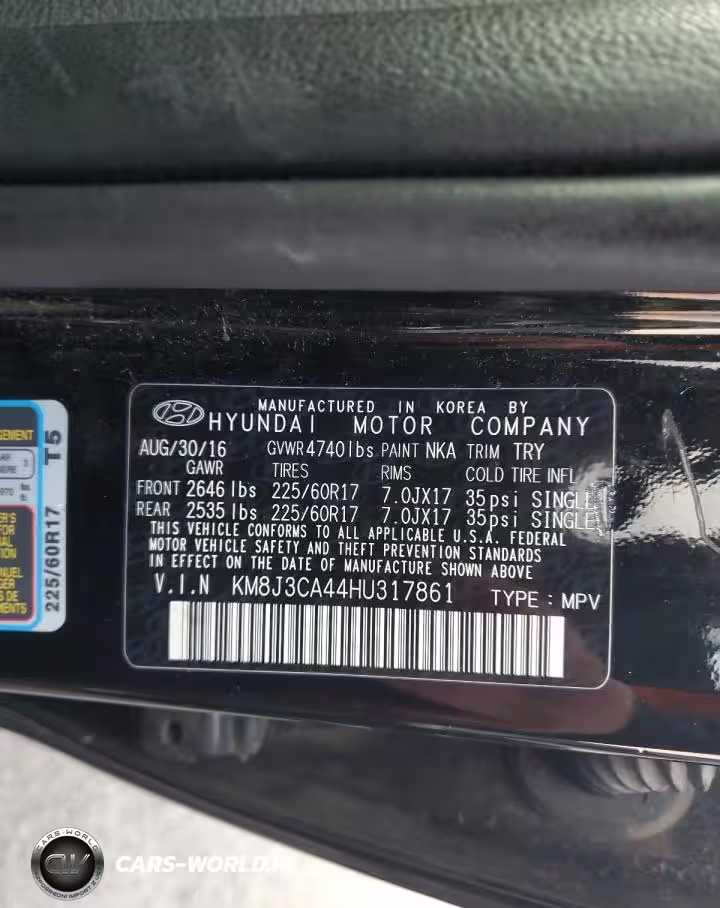 MANUFACTURED IN KOREA BY
HYUNDAI MOTOR COMPANY
AUG/30/16 GVWR 4740 lbs PAINT NKA TRIM TRY
GAWR TIRES RIMS COLD TIRE INFL
FRONT 2646 lbs 225/60R17 7.0JX17 35psi SINGLE
REAR 2535 lbs 225/60R17 7.0JX17 35psi SINGLE
THIS VEHICLE CONFORMS TO ALL APPLICABLE U.S.A. FEDERAL
MOTOR VEHICLE SAFETY AND THEFT PREVENTION STANDARDS
IN EFFECT ON THE DATE OF MANUFACTURE SHOWN ABOVE
V.I.N KM8J3CA44HU317861 TYPE : MPV
225/60R17 T5
CARS-WORLD
CW
CARS-WORLD